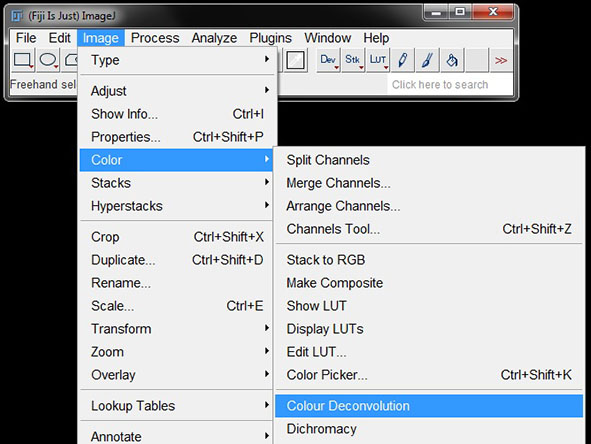 (Fiji Is Just) ImageJ
File Edit Image Process Analyze Plugins Window Help
Dev Stk LUT >>
Freehand sel Click here to search
Type
Adjust
Show Info... Ctrl+I
Properties... Ctrl+Shift+P
Color
Stacks
Hyperstacks
Crop Ctrl+Shift+X
Duplicate... Ctrl+Shift+D
Rename...
Scale... Ctrl+E
Transform
Zoom
Overlay
Lookup Tables
Annotate
Split Channels
Merge Channels...
Arrange Channels...
Channels Tool... Ctrl+Shift+Z
Stack to RGB
Make Composite
Show LUT
Display LUTs
Edit LUT...
Color Picker... Ctrl+Shift+K
Colour Deconvolution
Dichromacy